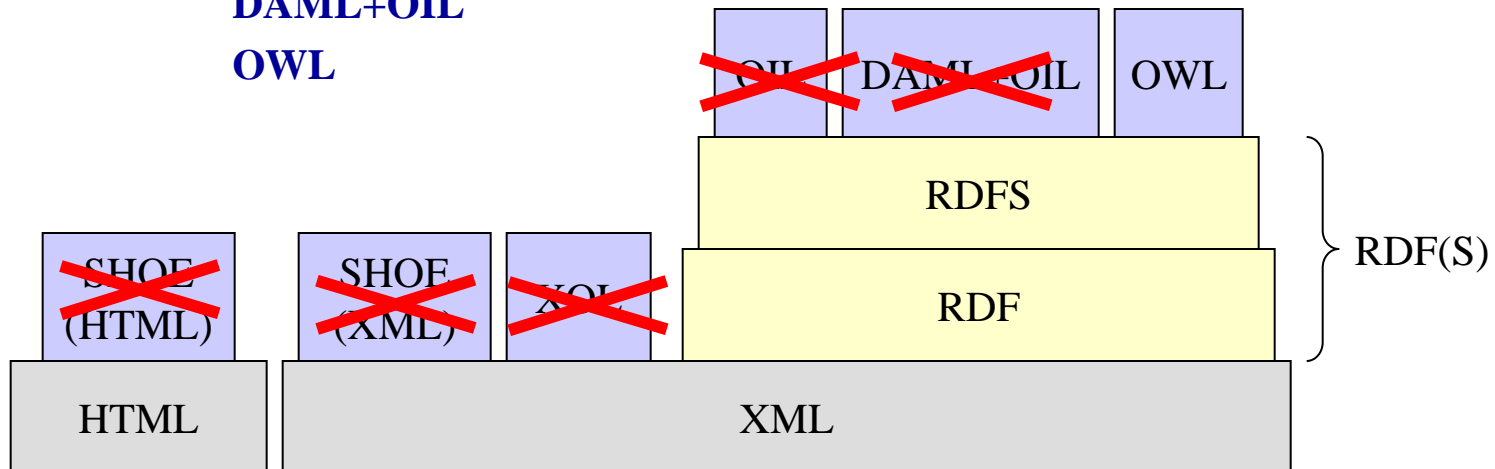 DAML+OIL
OWL
OIL
DAML+OIL
OWL
RDFS
RDF(S)
SHOE
(HTML)
SHOE
(XML)
XOL
RDF
HTML
XML